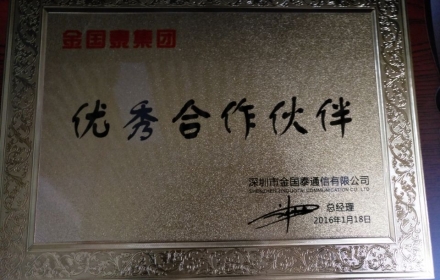 金国泰集团
优秀合作伙伴
深圳市金国泰通信有限公司
总经理
2016年1月18日